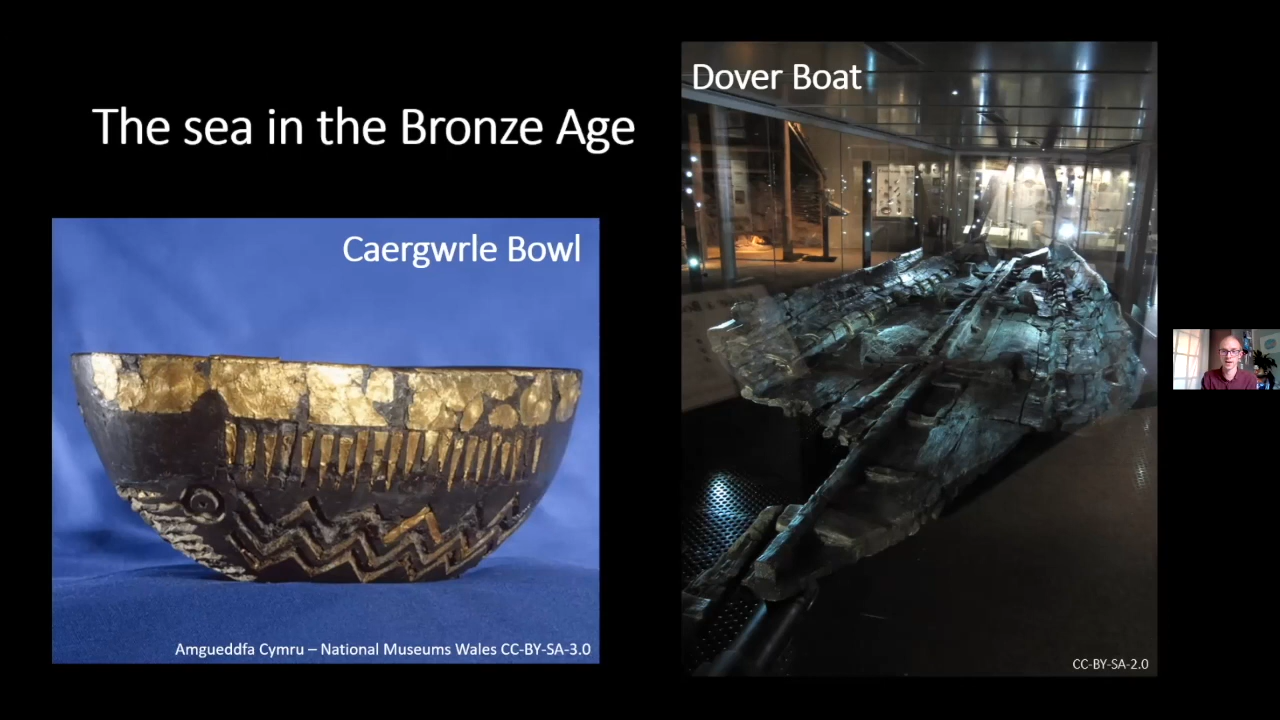 The sea in the Bronze Age
Caergwrle Bowl
Amgueddfa Cymru – National Museums Wales CC-BY-SA-3.0
Dover Boat
CC-BY-SA-2.0